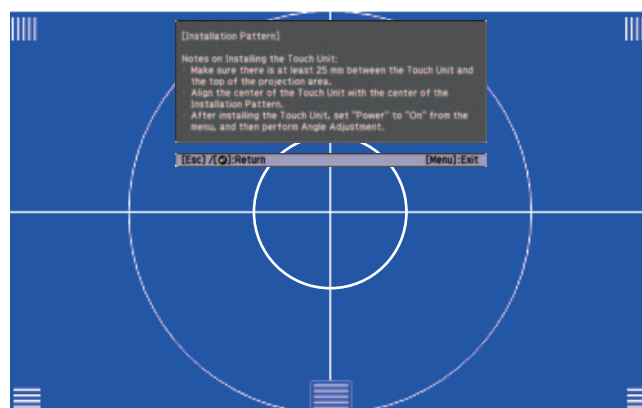 [Installation Pattern]
Notes on Installing the Touch Unit:
· Make sure there is at least 25 mm between the Touch Unit and
the top of the projection area.
· Align the center of the Touch Unit with the center of the
Installation Pattern.
· After installing the Touch Unit, set "Power" to "On" from the
menu, and then perform Angle Adjustment.
[Esc] /[ ]:Return [Menu]:Exit